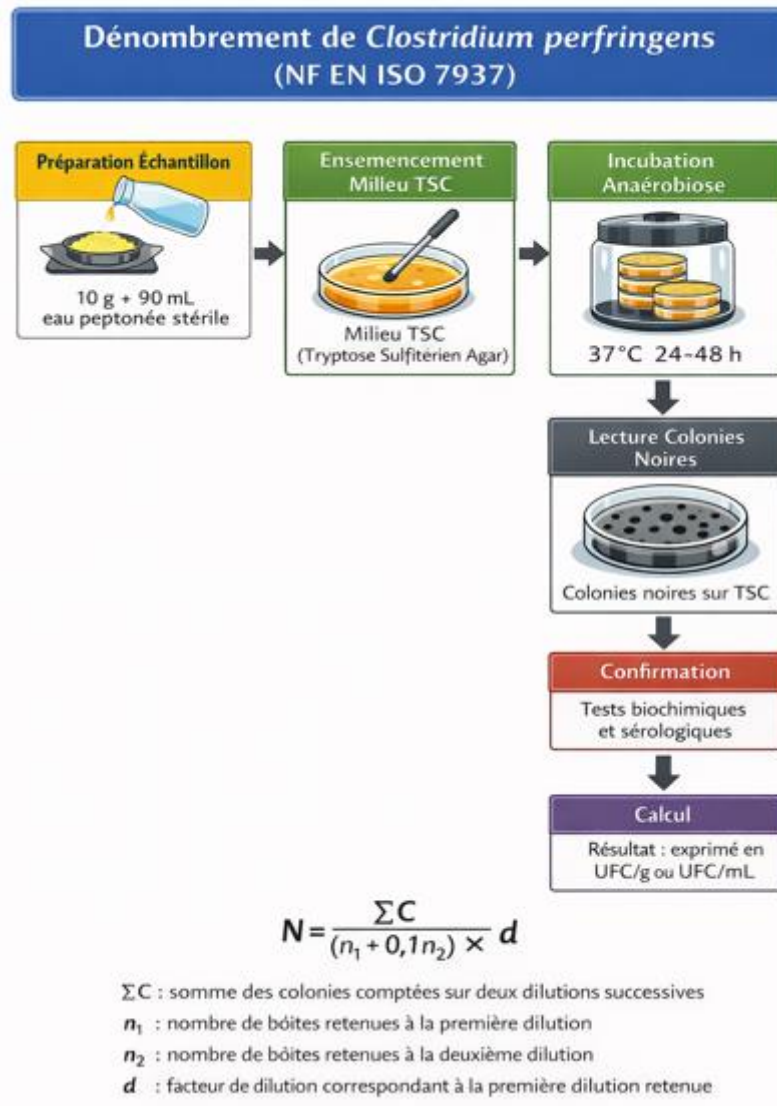 Dénombrement de Clostridium perfringens
(NF EN ISO 7937)
Préparation Échantillon
10 g + 90 mL
eau peptonée stérile
Ensemencement
Milleu TSC
Milieu TSC
(Tryptose Sulfitérien Agar)
Incubation
Anaérobiose
37°C 24-48 h
Lecture Colonies
Noires
Colonies noires sur TSC
Confirmation
Tests biochimiques
et sérologiques
Calcul
Résultat : exprimé en
UFC/g ou UFC/mL
N = ΣC / (n₁ + 0,1n₂) × d
ΣC : somme des colonies comptées sur deux dilutions successives
n₁ : nombre de bôites retenues à la première dilution
n₂ : nombre de bôites retenues à la deuxième dilution
d : facteur de dilution correspondant à la première dilution retenue